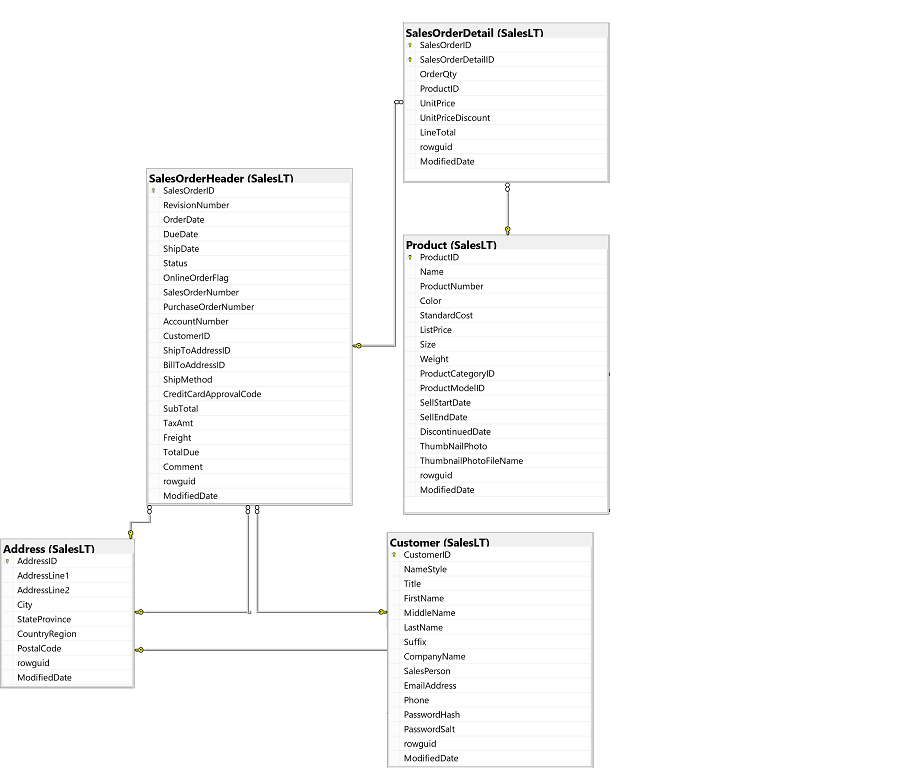 SalesOrderDetail (SalesLT)
SalesOrderID
SalesOrderDetailID
OrderQty
ProductID
UnitPrice
UnitPriceDiscount
LineTotal
rowguid
ModifiedDate
SalesOrderHeader (SalesLT)
SalesOrderID
RevisionNumber
OrderDate
DueDate
ShipDate
Status
OnlineOrderFlag
SalesOrderNumber
PurchaseOrderNumber
AccountNumber
CustomerID
ShipToAddressID
BillToAddressID
ShipMethod
CreditCardApprovalCode
SubTotal
TaxAmt
Freight
TotalDue
Comment
rowguid
ModifiedDate
Product (SalesLT)
ProductID
Name
ProductNumber
Color
StandardCost
ListPrice
Size
Weight
ProductCategoryID
ProductModelID
SellStartDate
SellEndDate
DiscontinuedDate
ThumbNailPhoto
ThumbnailPhotoFileName
rowguid
ModifiedDate
Address (SalesLT)
AddressID
AddressLine1
AddressLine2
City
StateProvince
CountryRegion
PostalCode
rowguid
ModifiedDate
Customer (SalesLT)
CustomerID
NameStyle
Title
FirstName
MiddleName
LastName
Suffix
CompanyName
SalesPerson
EmailAddress
Phone
PasswordHash
PasswordSalt
rowguid
ModifiedDate